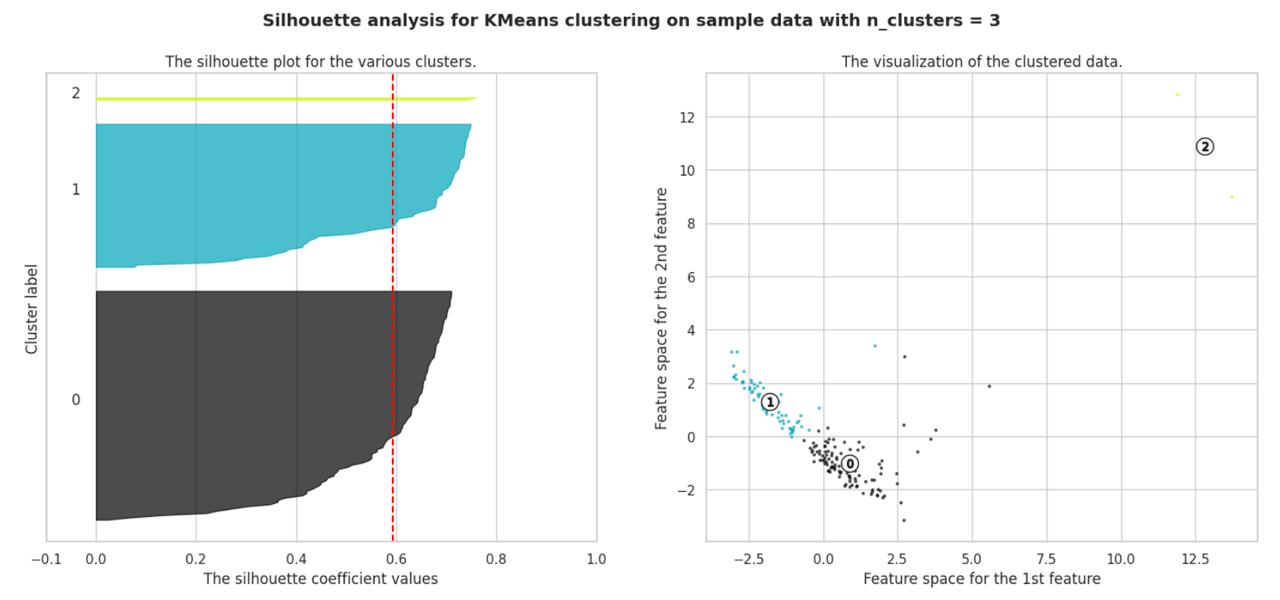 Silhouette analysis for KMeans clustering on sample data with n_clusters = 3
The silhouette plot for the various clusters.
Cluster label
2
1
0
−0.1 0.0 0.2 0.4 0.6 0.8 1.0
The silhouette coefficient values
The visualization of the clustered data.
Feature space for the 2nd feature
12
10
8
6
4
2
0
−2
2
1
0
−2.5 0.0 2.5 5.0 7.5 10.0 12.5
Feature space for the 1st feature